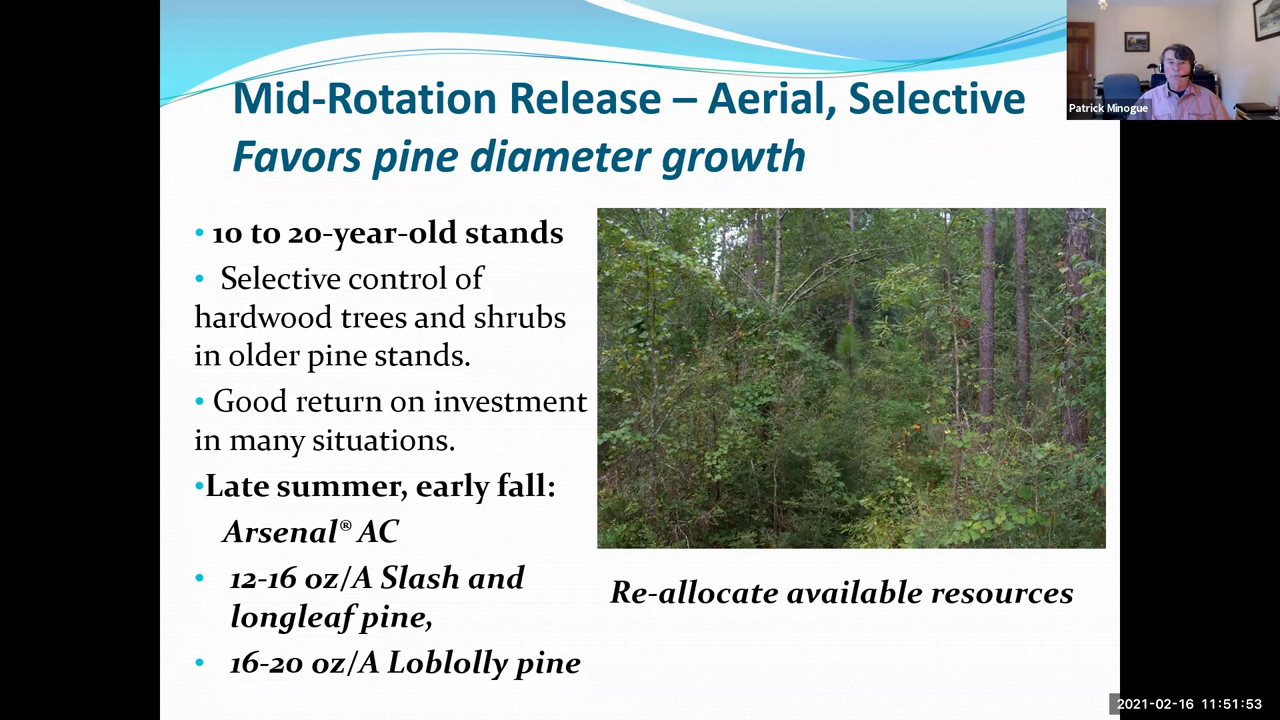 Mid-Rotation Release – Aerial, Selective
Favors pine diameter growth
Patrick Minogue
• 10 to 20-year-old stands
• Selective control of
hardwood trees and shrubs
in older pine stands.
• Good return on investment
in many situations.
•Late summer, early fall:
Arsenal® AC
• 12-16 oz/A Slash and
longleaf pine,
• 16-20 oz/A Loblolly pine
Re-allocate available resources
2021-02-16 11:51:53